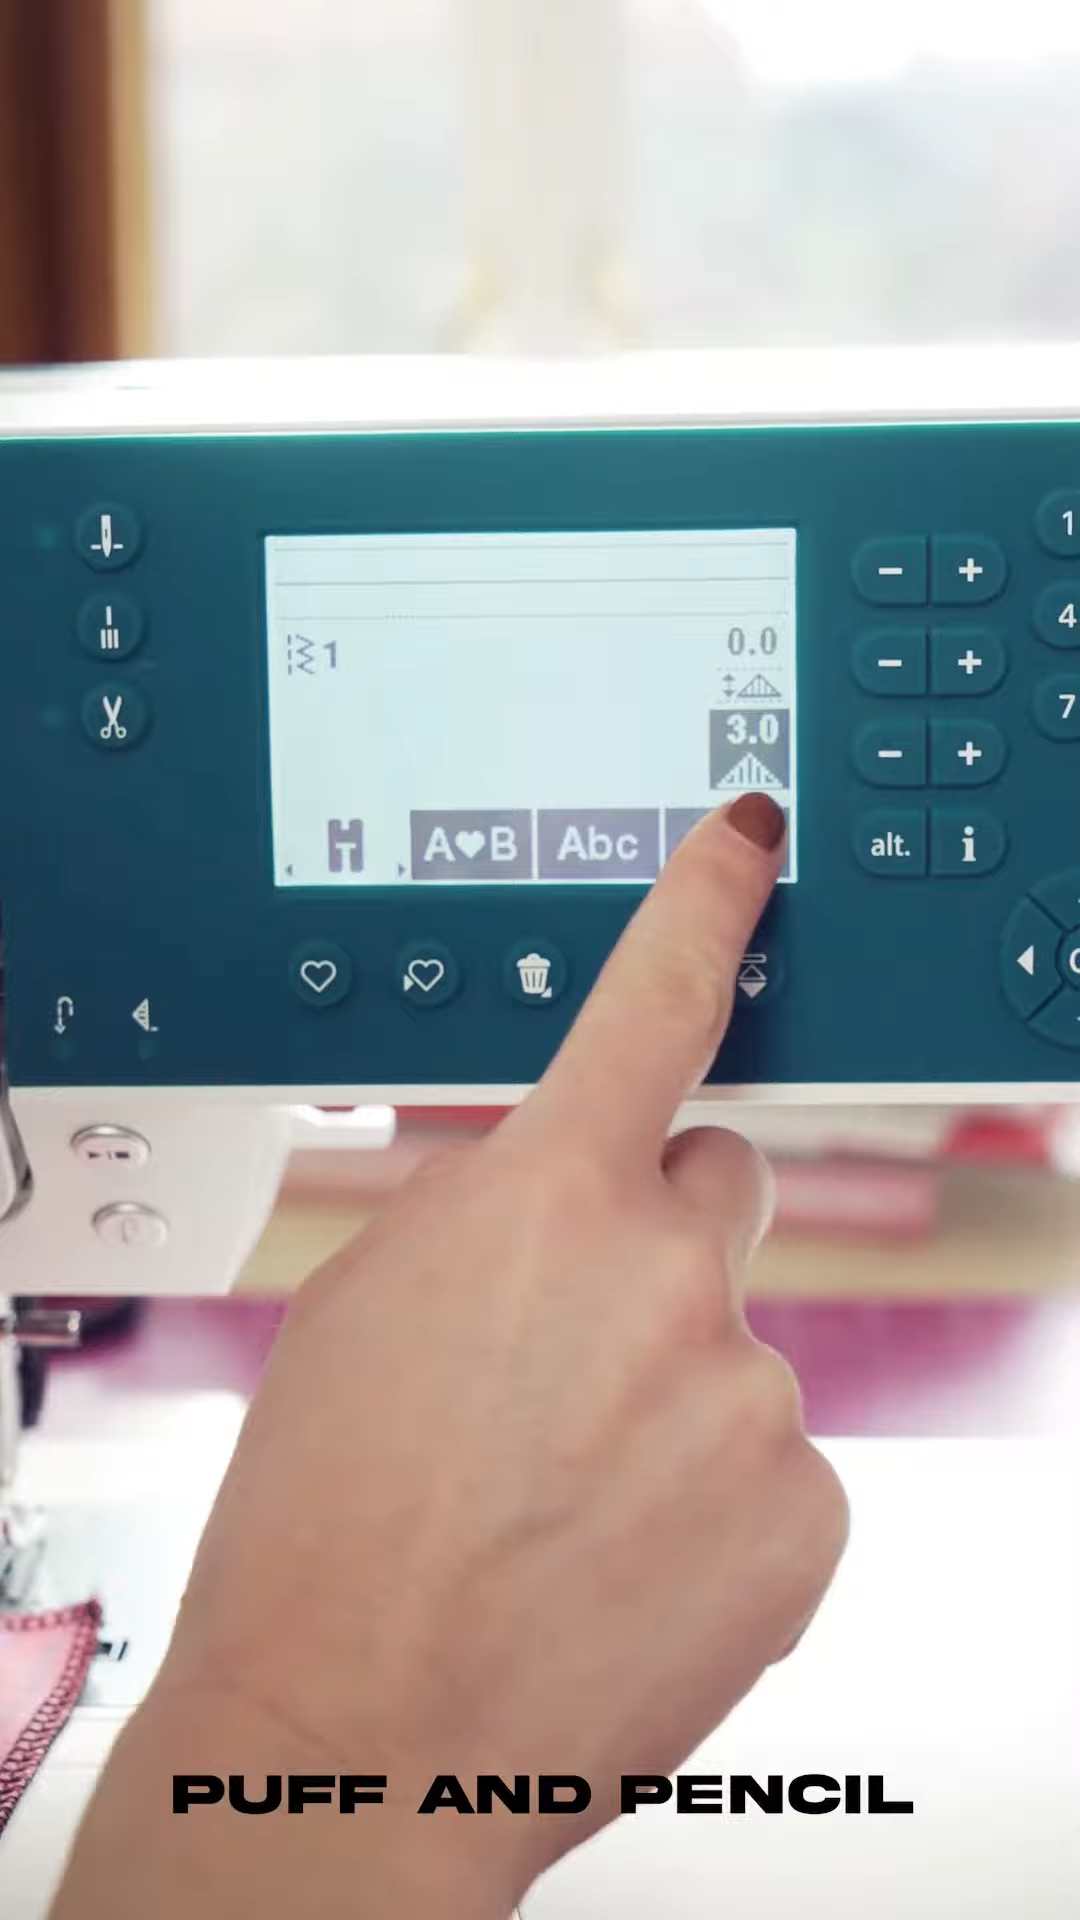 1
0.0
3.0
A♥B
Abc
- +
- +
- +
alt. i
1
4
7
PUFF AND PENCIL